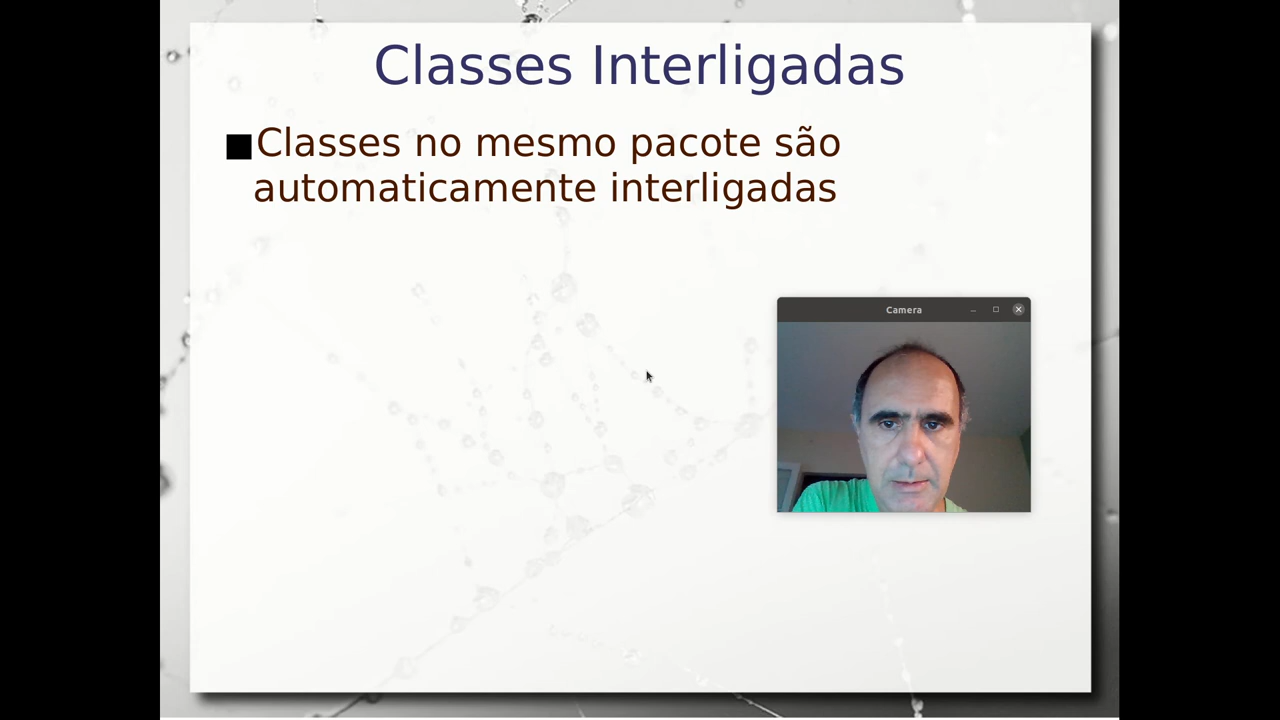 Classes Interligadas
Classes no mesmo pacote são
automaticamente interligadas
Camera